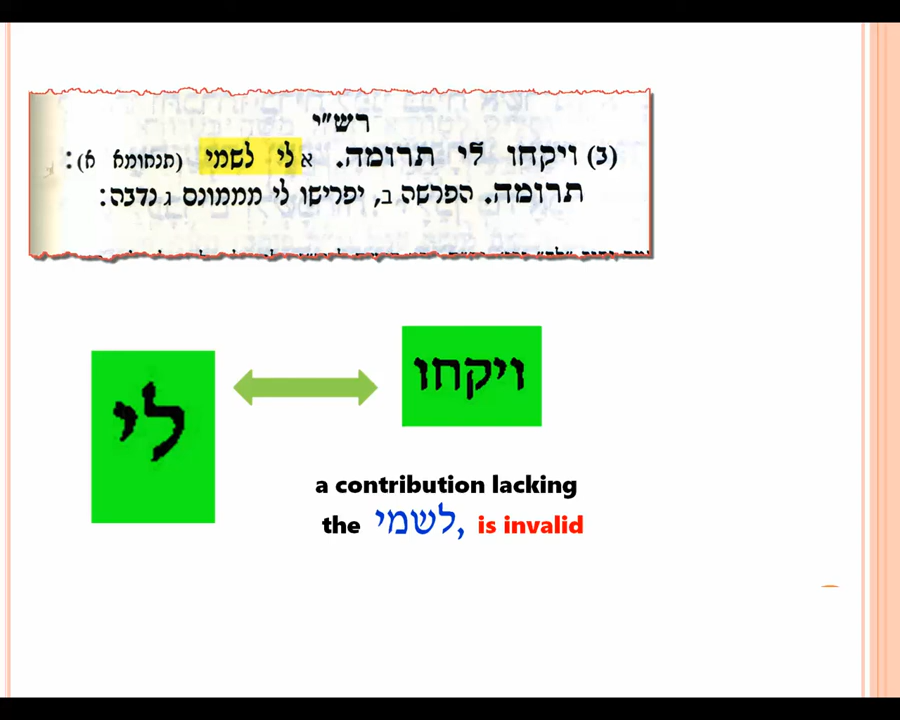 רש"י
(ב) ויקחו לי תרומה. א לי לשמי (תנחומא א):
תרומה. הפרשה ב, יפרישו לי מממונם ג נדבה:
לי
ויקחו
a contribution lacking
the לשמי, is invalid